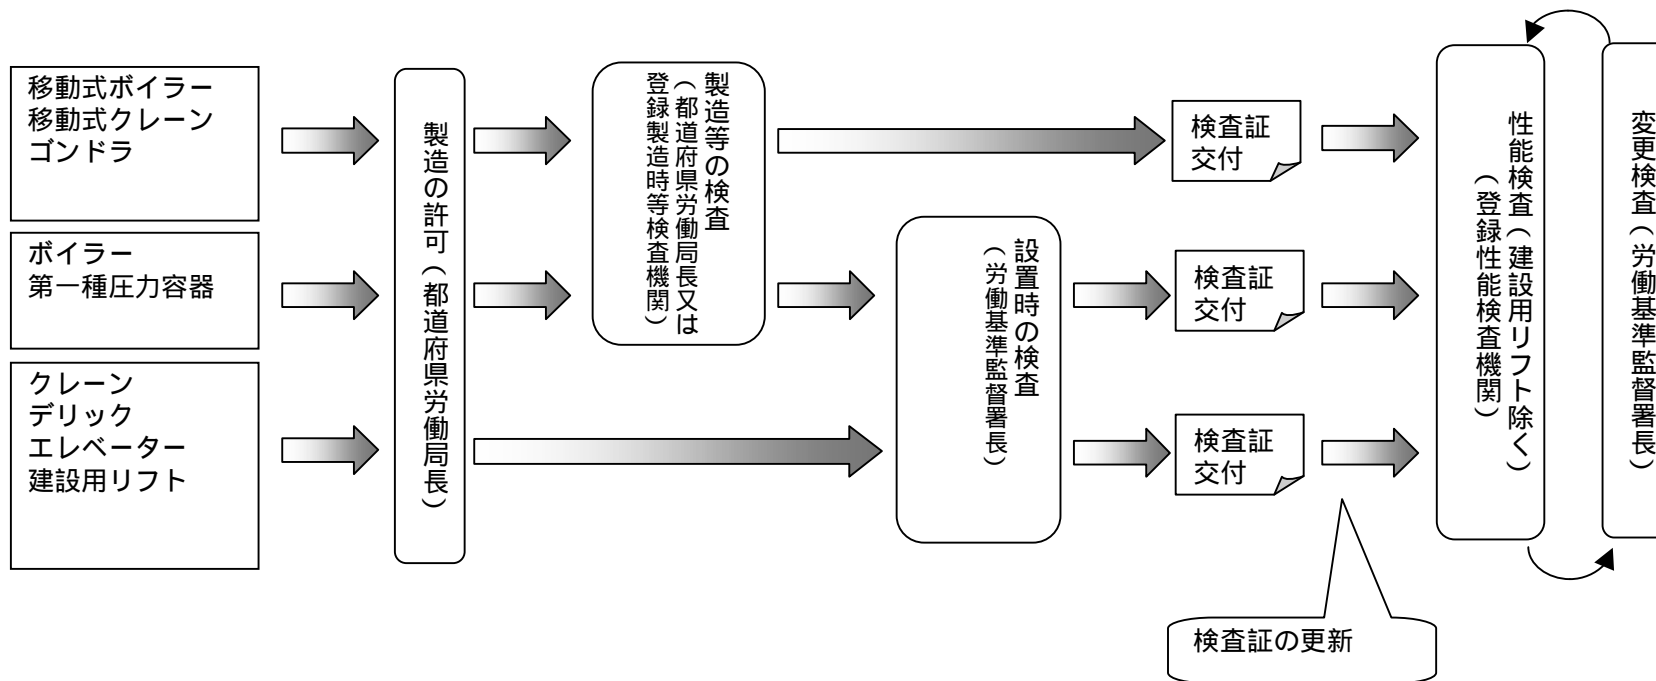 移動式ボイラー
移動式クレーン
ゴンドラ
ボイラー
第一種圧力容器
クレーン
デリック
エレベーター
建設用リフト
製造の許可(都道府県労働局長)
製造等の検査
(都道府県労働局長又は
登録製造時等検査機関)
設置時の検査
(労働基準監督署長)
検査証
交付
検査証
交付
検査証
交付
検査証の更新
性能検査(建設用リフト除く)
(登録性能検査機関)
変更検査(労働基準監督署長)